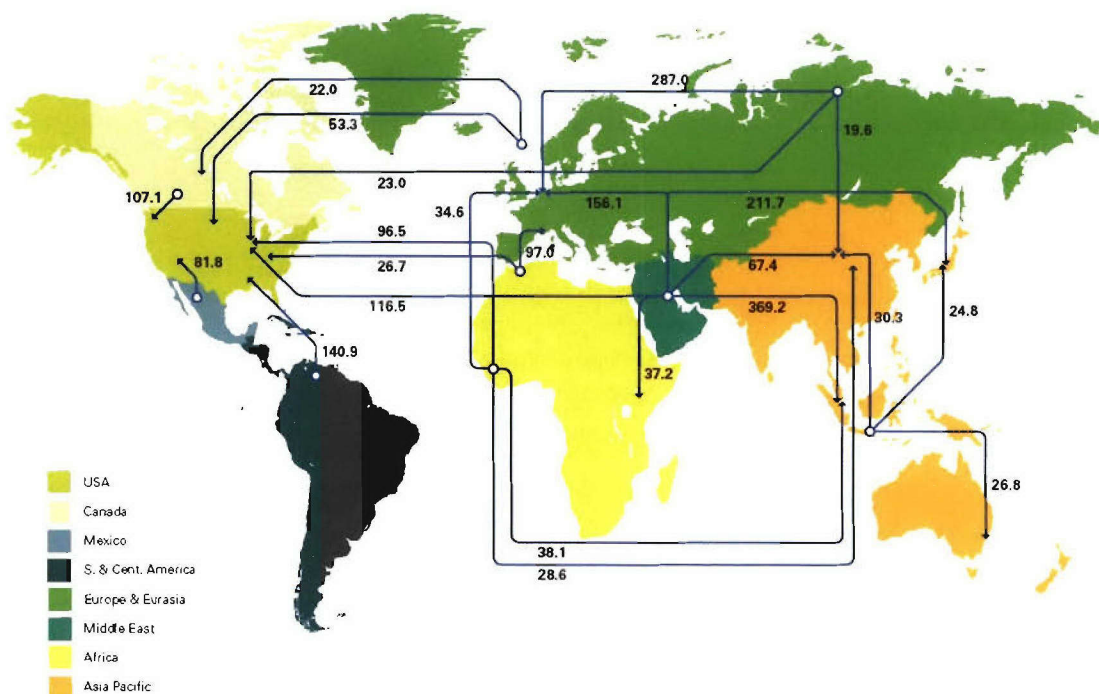 287.0
22.0
53.3
19.6
23.0
107.1
34.6
156.1
211.7
96.5
97.0
26.7
67.4
81.8
116.5
369.2
30.3
24.8
140.9
37.2
26.8
38.1
28.6
USA
Canada
Mexico
S. & Cent. America
Europe & Eurasia
Middle East
Africa
Asia Pacific